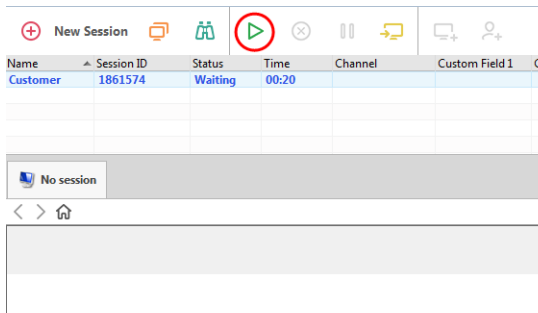 New Session
Name Session ID Status Time Channel Custom Field 1
Customer 1861574 Waiting 00:20
No session